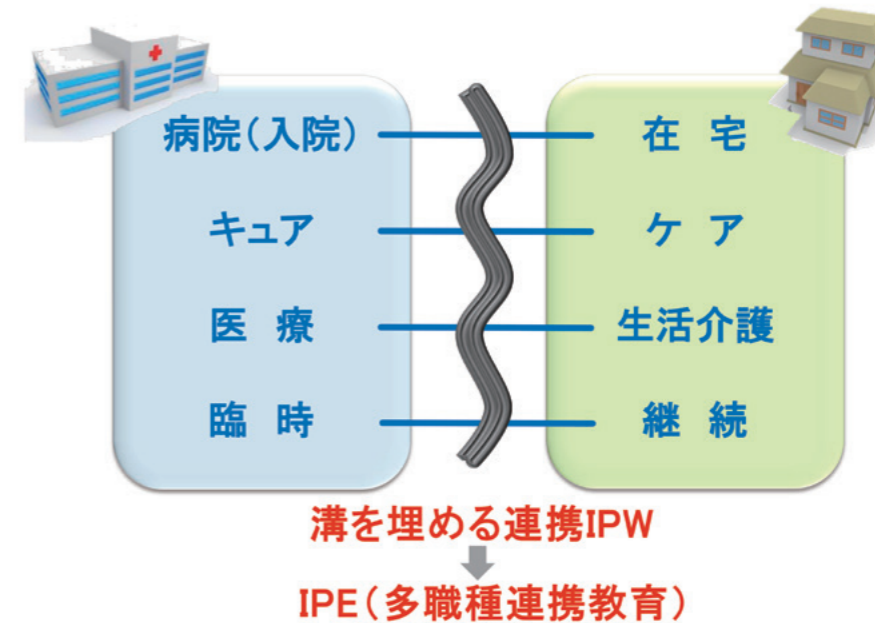 病院（入院）
在 宅
キュア
ケ ア
医 療
生活介護
臨 時
継 続
溝を埋める連携IPW
IPE（多職種連携教育）